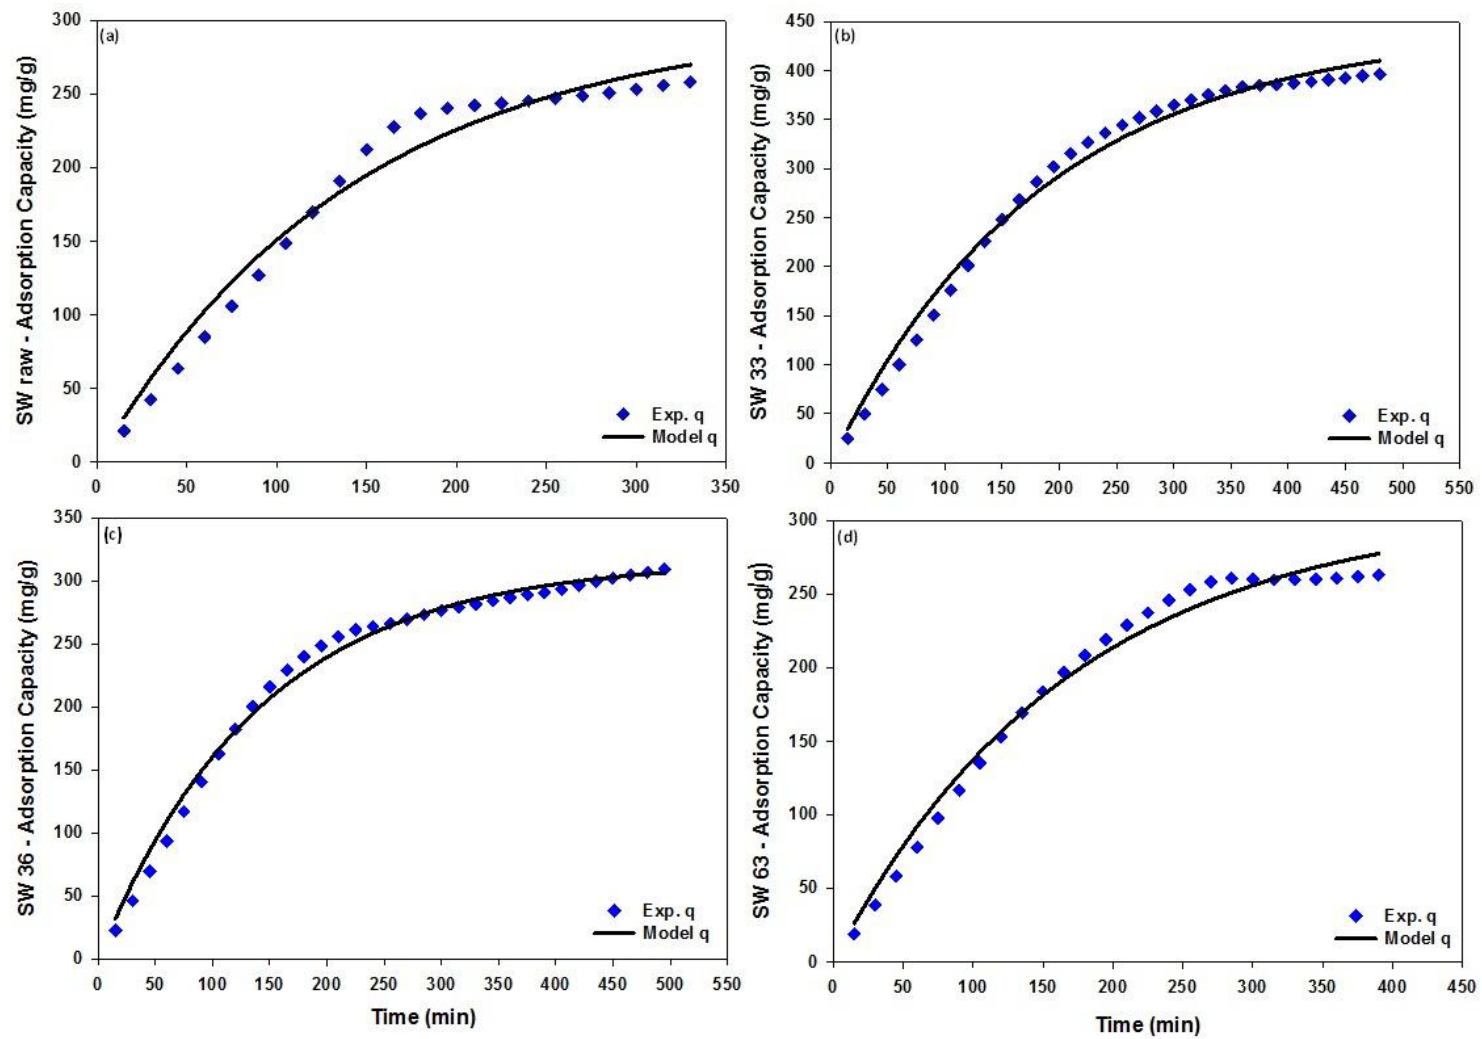 (a)
SW raw - Adsorption Capacity (mg/g)
300
250
200
150
100
50
0
Exp. q
Model q
0 50 100 150 200 250 300 350
(b)
SW 33 - Adsorption Capacity (mg/g)
450
400
350
300
250
200
150
100
50
0
Exp. q
Model q
0 50 100 150 200 250 300 350 400 450 500 550
(c)
SW 36 - Adsorption Capacity (mg/g)
350
300
250
200
150
100
50
0
Exp. q
Model q
0 50 100 150 200 250 300 350 400 450 500 550
Time (min)
(d)
SW 63 - Adsorption Capacity (mg/g)
300
250
200
150
100
50
0
Exp. q
Model q
0 50 100 150 200 250 300 350 400 450
Time (min)